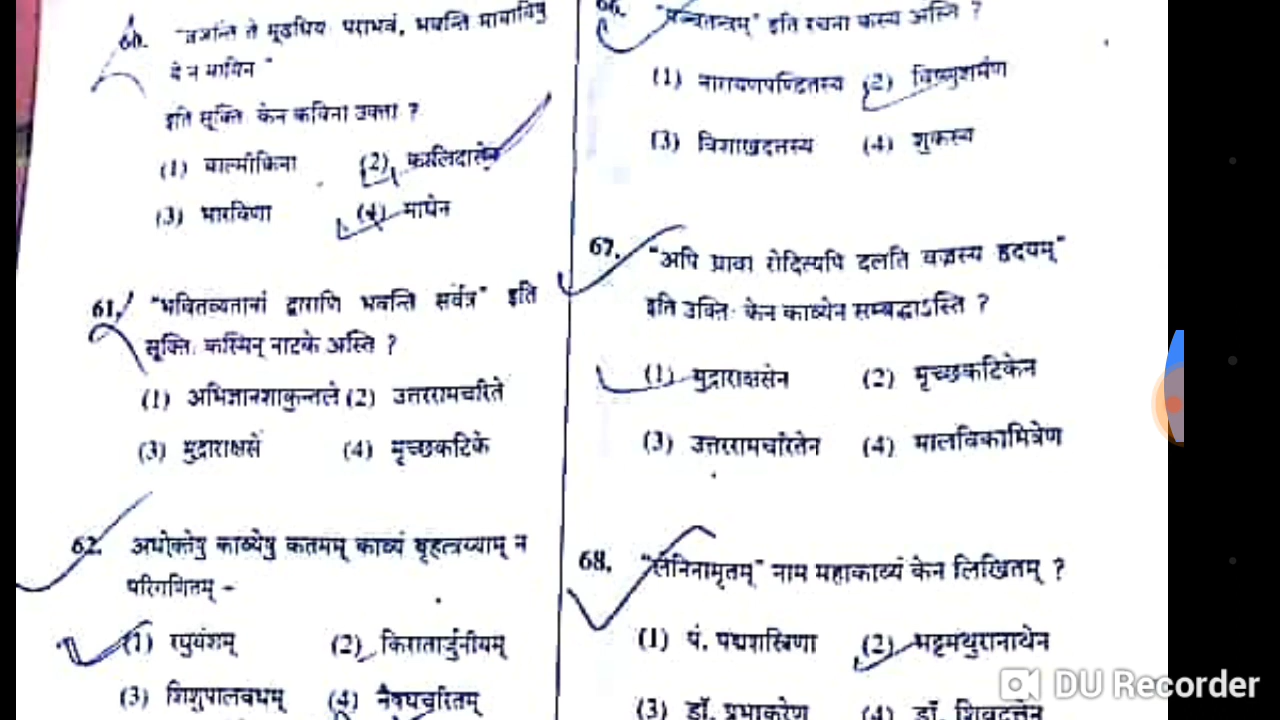 60. "व्रजन्ति ते मूढधियः पराभवं, भवन्ति मायाविषु
ये न मायिन "
इति सूक्तिः केन कविना उक्ता ?
(1) वाल्मीकिना (2) कालिदासेन
(3) भारविणा (4) माघेन
61. "भवितव्यतानां द्वाराणि भवन्ति सर्वत्र" इति
सूक्तिः कस्मिन् नाटके अस्ति ?
(1) अभिज्ञानशाकुन्तले (2) उत्तररामचरिते
(3) मुद्राराक्षसे (4) मृच्छकटिके
62. अधोक्तेषु काव्येषु कतमम् काव्यं बृहत्त्रय्याम् न
परिगणितम् -
(1) रघुवंशम् (2) किरातार्जुनीयम्
(3) शिशुपालवधम् (4) नैषधचरितम्
66. "पञ्चतन्त्रम्" इति रचना कस्य अस्ति ?
(1) नारायणपण्डितस्य (2) विष्णुशर्मणः
(3) विशाखदत्तस्य (4) शुकस्य
67. "अपि ग्रावा रोदित्यपि दलति वज्रस्य हृदयम्"
इति उक्तिः केन काव्येन सम्बद्धाऽस्ति ?
(1) मुद्राराक्षसेन (2) मृच्छकटिकेन
(3) उत्तररामचरितेन (4) मालविकाग्निमित्रेण
68. "लेनिनामृतम्" नाम महाकाव्यं केन लिखितम् ?
(1) पं. पद्मशास्त्रिणा (2) भट्टमथुरानाथेन
(3) डॉ. प्रभाकरेण (4) डॉ. शिवदत्तेन
DU Recorder